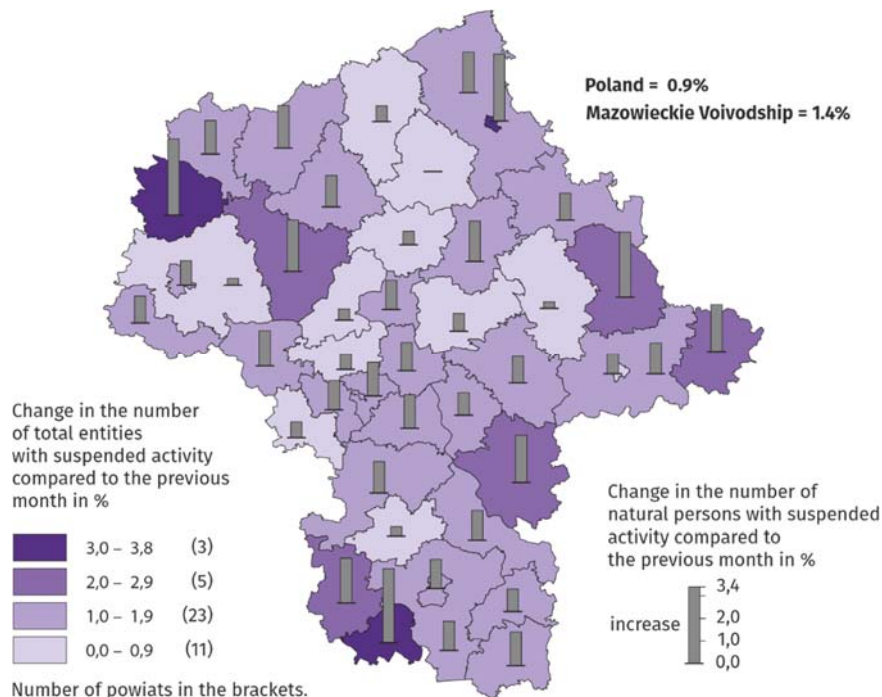 Poland = 0.9%
Mazowieckie Voivodship = 1.4%
Change in the number
of total entities
with suspended activity
compared to the previous
month in %
3,0 – 3,8 (3)
2,0 – 2,9 (5)
1,0 – 1,9 (23)
0,0 – 0,9 (11)
Number of powiats in the brackets.
Change in the number of
natural persons with suspended
activity compared to
the previous month in %
increase
3,4
2,0
1,0
0,0